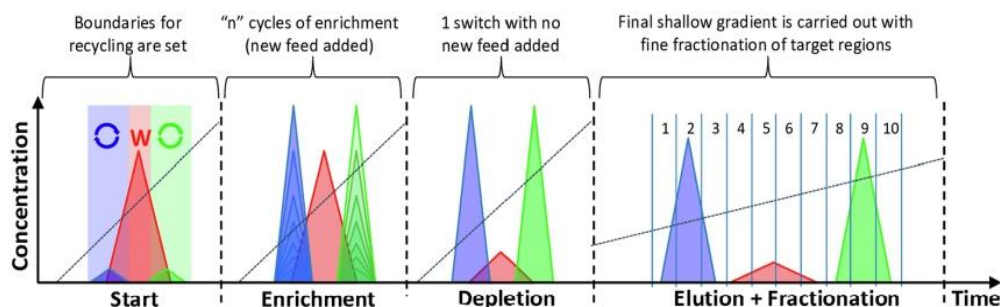 Boundaries for
recycling are set
“n” cycles of enrichment
(new feed added)
1 switch with no
new feed added
Final shallow gradient is carried out with
fine fractionation of target regions
Concentration
W
1 2 3 4 5 6 7 8 9 10
Start
Enrichment
Depletion
Elution + Fractionation
Time